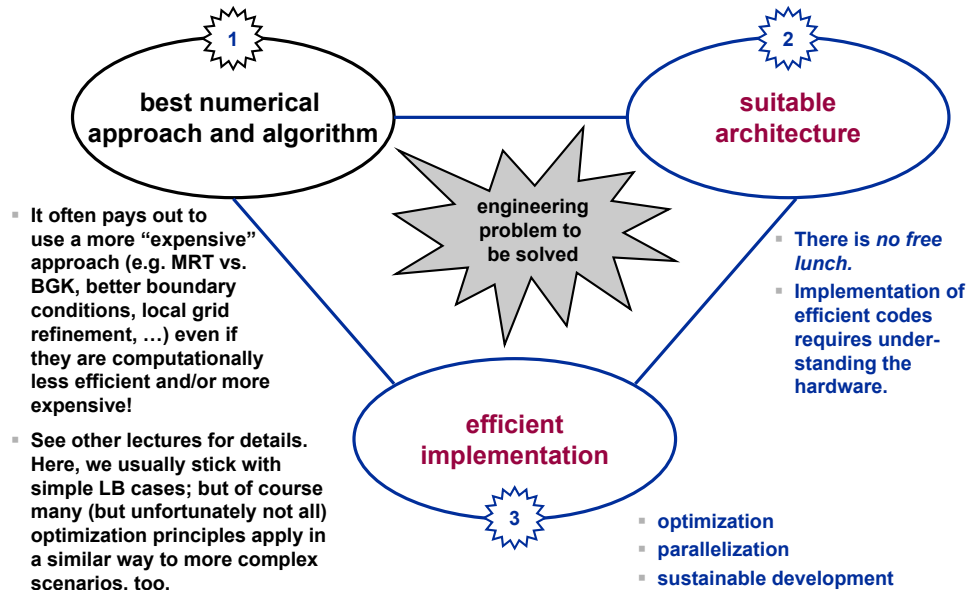 1
best numerical
approach and algorithm
2
suitable
architecture
engineering
problem to
be solved
It often pays out to
use a more “expensive”
approach (e.g. MRT vs.
BGK, better boundary
conditions, local grid
refinement, …) even if
they are computationally
less efficient and/or more
expensive!
See other lectures for details.
Here, we usually stick with
simple LB cases; but of course
many (but unfortunately not all)
optimization principles apply in
a similar way to more complex
scenarios, too.
There is no free
lunch.
Implementation of
efficient codes
requires under-
standing the
hardware.
efficient
implementation
3
optimization
parallelization
sustainable development